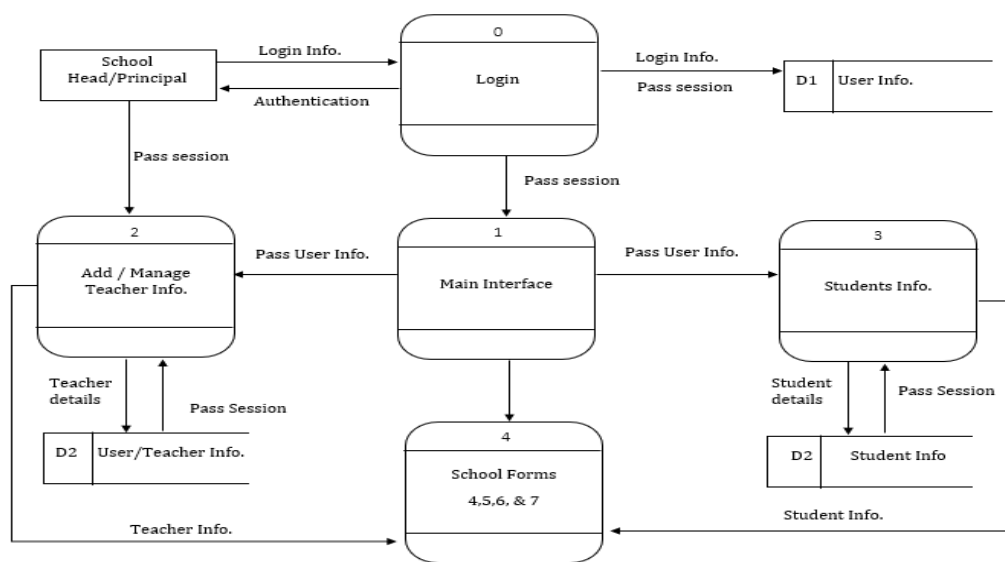 0
School
Head/Principal
Login Info.
Authentication
Login
Login Info.
Pass session
D1
User Info.
Pass session
Pass session
2
Add / Manage
Teacher Info.
Pass User Info.
1
Main Interface
Pass User Info.
3
Students Info.
Teacher
details
Pass Session
Student
details
Pass Session
D2
User/Teacher Info.
4
School Forms
4,5,6, & 7
D2
Student Info
Teacher Info.
Student Info.